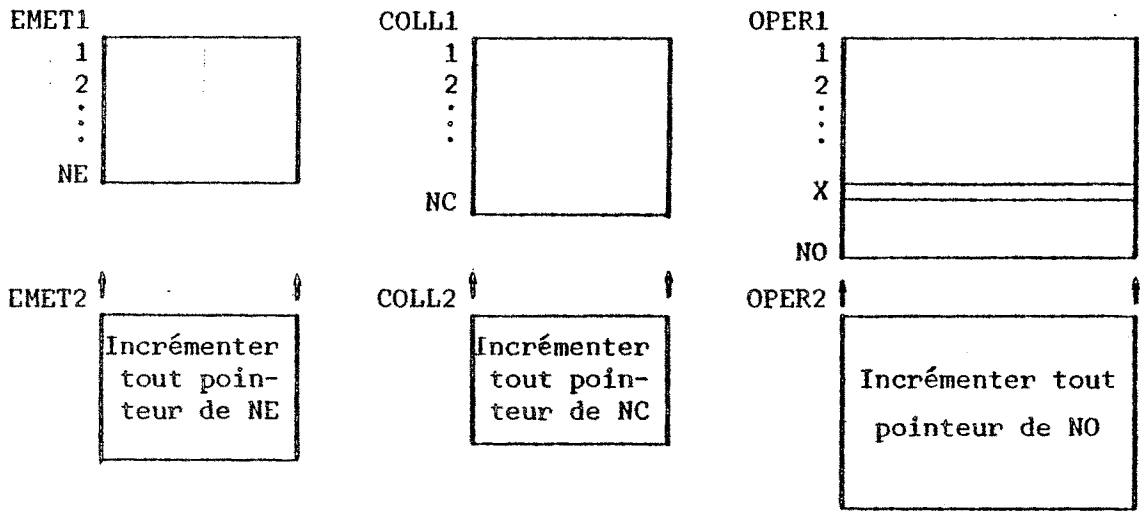 EMET1
1
2
NE
COLL1
1
2
NC
OPER1
1
2
X
NO
EMET2
Incrémenter
tout poin-
teur de NE
COLL2
Incrémenter
tout poin-
teur de NC
OPER2
Incrémenter tout
pointeur de NO